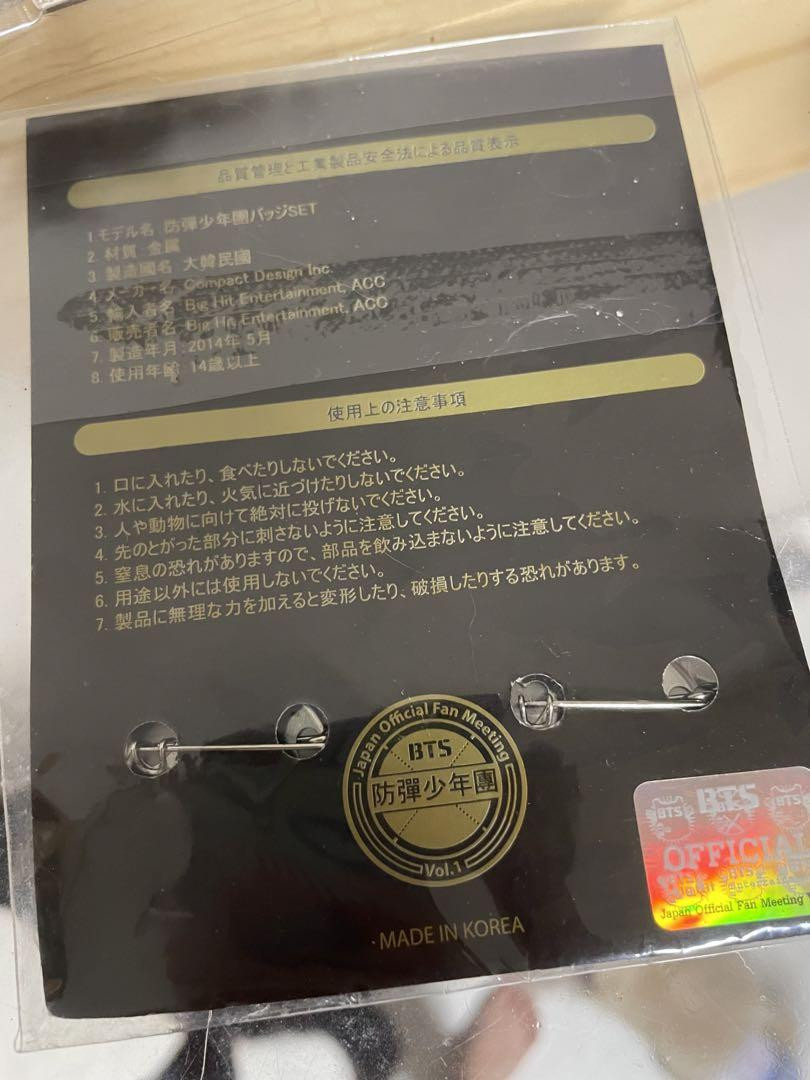 品質管理と工業製品安全法による品質表示
1.モデル名 防彈少年團バッジSET
2. 材質 金属
3. 製造國名 大韓民國
4. メーカー名 Compact Design Inc.
5. 輸入者名 Big Hit Entertainment, ACC
6. 販売者名 Big Hit Entertainment, ACC
7. 製造年月 2014年 5月
8. 使用年齢 14歳以上
使用上の注意事項
1. 口に入れたり、食べたりしないでください。
2. 水に入れたり、火気に近づけたりしないでください。
3. 人や動物に向けて絶対に投げないでください。
4. 先のとがった部分に刺さないように注意してください。
5. 窒息の恐れがありますので、部品を飲み込まないように注意してください。
6. 用途以外には使用しないでください。
7. 製品に無理な力を加えると変形したり、破損したりする恐れがあります。
Japan Official Fan Meeting
BTS
防彈少年團
Vol.1
BTS
BTS
BTS
OFFICIAL
Japan Official Fan Meeting
MADE IN KOREA